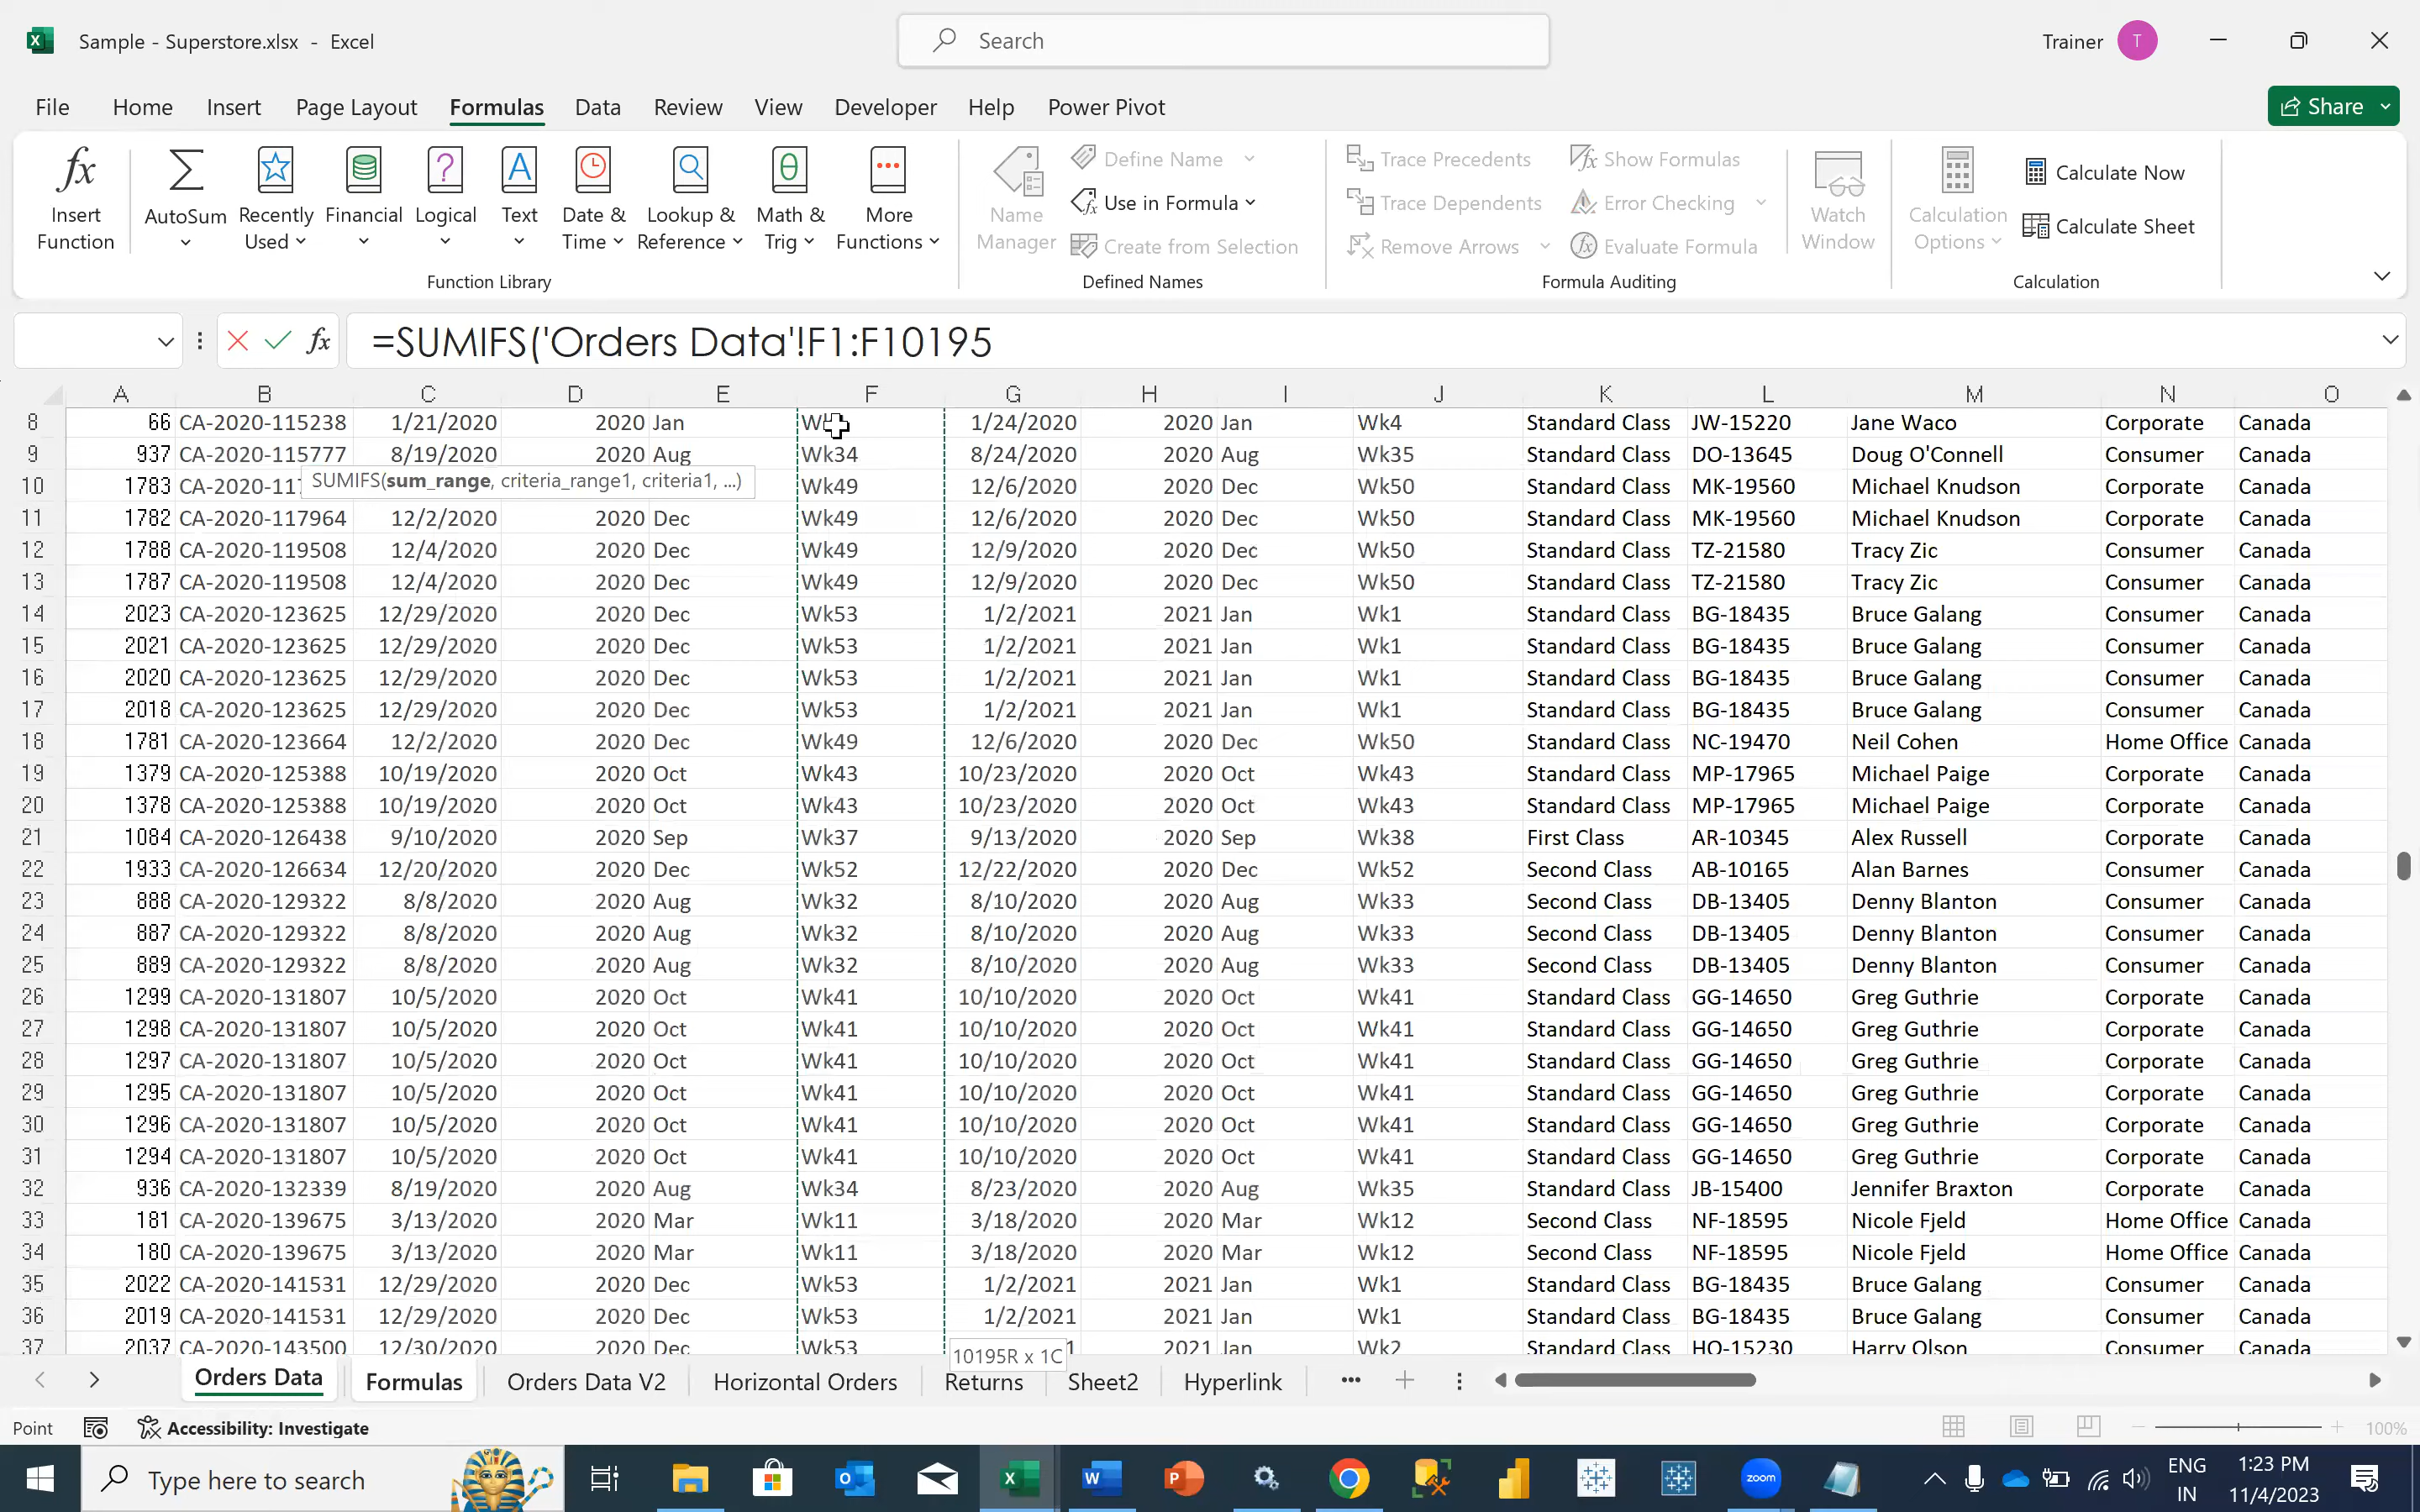 Sample - Superstore.xlsx - Excel
Search
Trainer T
File Home Insert Page Layout Formulas Data Review View Developer Help Power Pivot Share
Insert Function
AutoSum
Recently Used
Financial
Logical
Text
Date & Time
Lookup & Reference
Math & Trig
More Functions
Function Library
Name Manager
Define Name
Use in Formula
Create from Selection
Defined Names
Trace Precedents
Trace Dependents
Remove Arrows
Show Formulas
Error Checking
Evaluate Formula
Formula Auditing
Watch Window
Calculation Options
Calculate Now
Calculate Sheet
Calculation
fx =SUMIFS('Orders Data'!F1:F10195
A B C D E F G H I J K L M N O
8 66 CA-2020-115238 1/21/2020 2020 Jan 1/24/2020 2020 Jan Wk4 Standard Class JW-15220 Jane Waco Corporate Canada
9 937 CA-2020-115777 8/19/2020 2020 Aug Wk34 8/24/2020 2020 Aug Wk35 Standard Class DO-13645 Doug O'Connell Consumer Canada
SUMIFS(sum_range, criteria_range1, criteria1, ...)
10 1783 CA-2020-117 Wk49 12/6/2020 2020 Dec Wk50 Standard Class MK-19560 Michael Knudson Corporate Canada
11 1782 CA-2020-117964 12/2/2020 2020 Dec Wk49 12/6/2020 2020 Dec Wk50 Standard Class MK-19560 Michael Knudson Corporate Canada
12 1788 CA-2020-119508 12/4/2020 2020 Dec Wk49 12/9/2020 2020 Dec Wk50 Standard Class TZ-21580 Tracy Zic Consumer Canada
13 1787 CA-2020-119508 12/4/2020 2020 Dec Wk49 12/9/2020 2020 Dec Wk50 Standard Class TZ-21580 Tracy Zic Consumer Canada
14 2023 CA-2020-123625 12/29/2020 2020 Dec Wk53 1/2/2021 2021 Jan Wk1 Standard Class BG-18435 Bruce Galang Consumer Canada
15 2021 CA-2020-123625 12/29/2020 2020 Dec Wk53 1/2/2021 2021 Jan Wk1 Standard Class BG-18435 Bruce Galang Consumer Canada
16 2020 CA-2020-123625 12/29/2020 2020 Dec Wk53 1/2/2021 2021 Jan Wk1 Standard Class BG-18435 Bruce Galang Consumer Canada
17 2018 CA-2020-123625 12/29/2020 2020 Dec Wk53 1/2/2021 2021 Jan Wk1 Standard Class BG-18435 Bruce Galang Consumer Canada
18 1781 CA-2020-123664 12/2/2020 2020 Dec Wk49 12/6/2020 2020 Dec Wk50 Standard Class NC-19470 Neil Cohen Home Office Canada
19 1379 CA-2020-125388 10/19/2020 2020 Oct Wk43 10/23/2020 2020 Oct Wk43 Standard Class MP-17965 Michael Paige Corporate Canada
20 1378 CA-2020-125388 10/19/2020 2020 Oct Wk43 10/23/2020 2020 Oct Wk43 Standard Class MP-17965 Michael Paige Corporate Canada
21 1084 CA-2020-126438 9/10/2020 2020 Sep Wk37 9/13/2020 2020 Sep Wk38 First Class AR-10345 Alex Russell Corporate Canada
22 1933 CA-2020-126634 12/20/2020 2020 Dec Wk52 12/22/2020 2020 Dec Wk52 Second Class AB-10165 Alan Barnes Consumer Canada
23 888 CA-2020-129322 8/8/2020 2020 Aug Wk32 8/10/2020 2020 Aug Wk33 Second Class DB-13405 Denny Blanton Consumer Canada
24 887 CA-2020-129322 8/8/2020 2020 Aug Wk32 8/10/2020 2020 Aug Wk33 Second Class DB-13405 Denny Blanton Consumer Canada
25 889 CA-2020-129322 8/8/2020 2020 Aug Wk32 8/10/2020 2020 Aug Wk33 Second Class DB-13405 Denny Blanton Consumer Canada
26 1299 CA-2020-131807 10/5/2020 2020 Oct Wk41 10/10/2020 2020 Oct Wk41 Standard Class GG-14650 Greg Guthrie Corporate Canada
27 1298 CA-2020-131807 10/5/2020 2020 Oct Wk41 10/10/2020 2020 Oct Wk41 Standard Class GG-14650 Greg Guthrie Corporate Canada
28 1297 CA-2020-131807 10/5/2020 2020 Oct Wk41 10/10/2020 2020 Oct Wk41 Standard Class GG-14650 Greg Guthrie Corporate Canada
29 1295 CA-2020-131807 10/5/2020 2020 Oct Wk41 10/10/2020 2020 Oct Wk41 Standard Class GG-14650 Greg Guthrie Corporate Canada
30 1296 CA-2020-131807 10/5/2020 2020 Oct Wk41 10/10/2020 2020 Oct Wk41 Standard Class GG-14650 Greg Guthrie Corporate Canada
31 1294 CA-2020-131807 10/5/2020 2020 Oct Wk41 10/10/2020 2020 Oct Wk41 Standard Class GG-14650 Greg Guthrie Corporate Canada
32 936 CA-2020-132339 8/19/2020 2020 Aug Wk34 8/23/2020 2020 Aug Wk35 Standard Class JB-15400 Jennifer Braxton Corporate Canada
33 181 CA-2020-139675 3/13/2020 2020 Mar Wk11 3/18/2020 2020 Mar Wk12 Second Class NF-18595 Nicole Fjeld Home Office Canada
34 180 CA-2020-139675 3/13/2020 2020 Mar Wk11 3/18/2020 2020 Mar Wk12 Second Class NF-18595 Nicole Fjeld Home Office Canada
35 2022 CA-2020-141531 12/29/2020 2020 Dec Wk53 1/2/2021 2021 Jan Wk1 Standard Class BG-18435 Bruce Galang Consumer Canada
36 2019 CA-2020-141531 12/29/2020 2020 Dec Wk53 1/2/2021 2021 Jan Wk1 Standard Class BG-18435 Bruce Galang Consumer Canada
37 2037 CA-2020-143500 12/30/2020 2020 Dec Wk53 2021 Jan Wk2 Standard Class HO-15230 Harry Olson Consumer Canada
10195R x 1C
Orders Data Formulas Orders Data V2 Horizontal Orders Returns Sheet2 Hyperlink
Point Accessibility: Investigate 100%
Type here to search
zoom
ENG IN
1:23 PM
11/4/2023